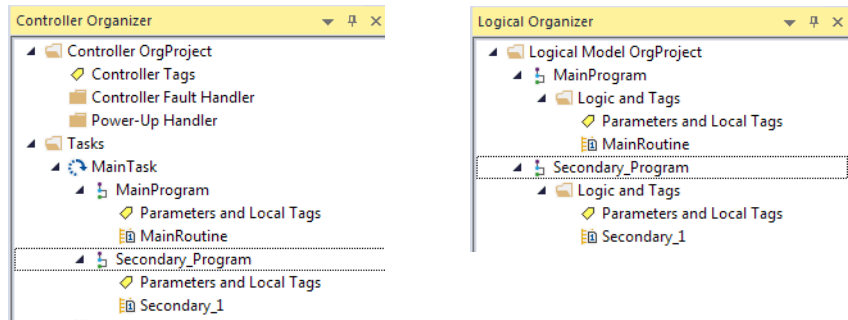 Controller Organizer
Controller OrgProject
Controller Tags
Controller Fault Handler
Power-Up Handler
Tasks
MainTask
MainProgram
Parameters and Local Tags
MainRoutine
Secondary_Program
Parameters and Local Tags
Secondary_1
Logical Organizer
Logical Model OrgProject
MainProgram
Logic and Tags
Parameters and Local Tags
MainRoutine
Secondary_Program
Logic and Tags
Parameters and Local Tags
Secondary_1